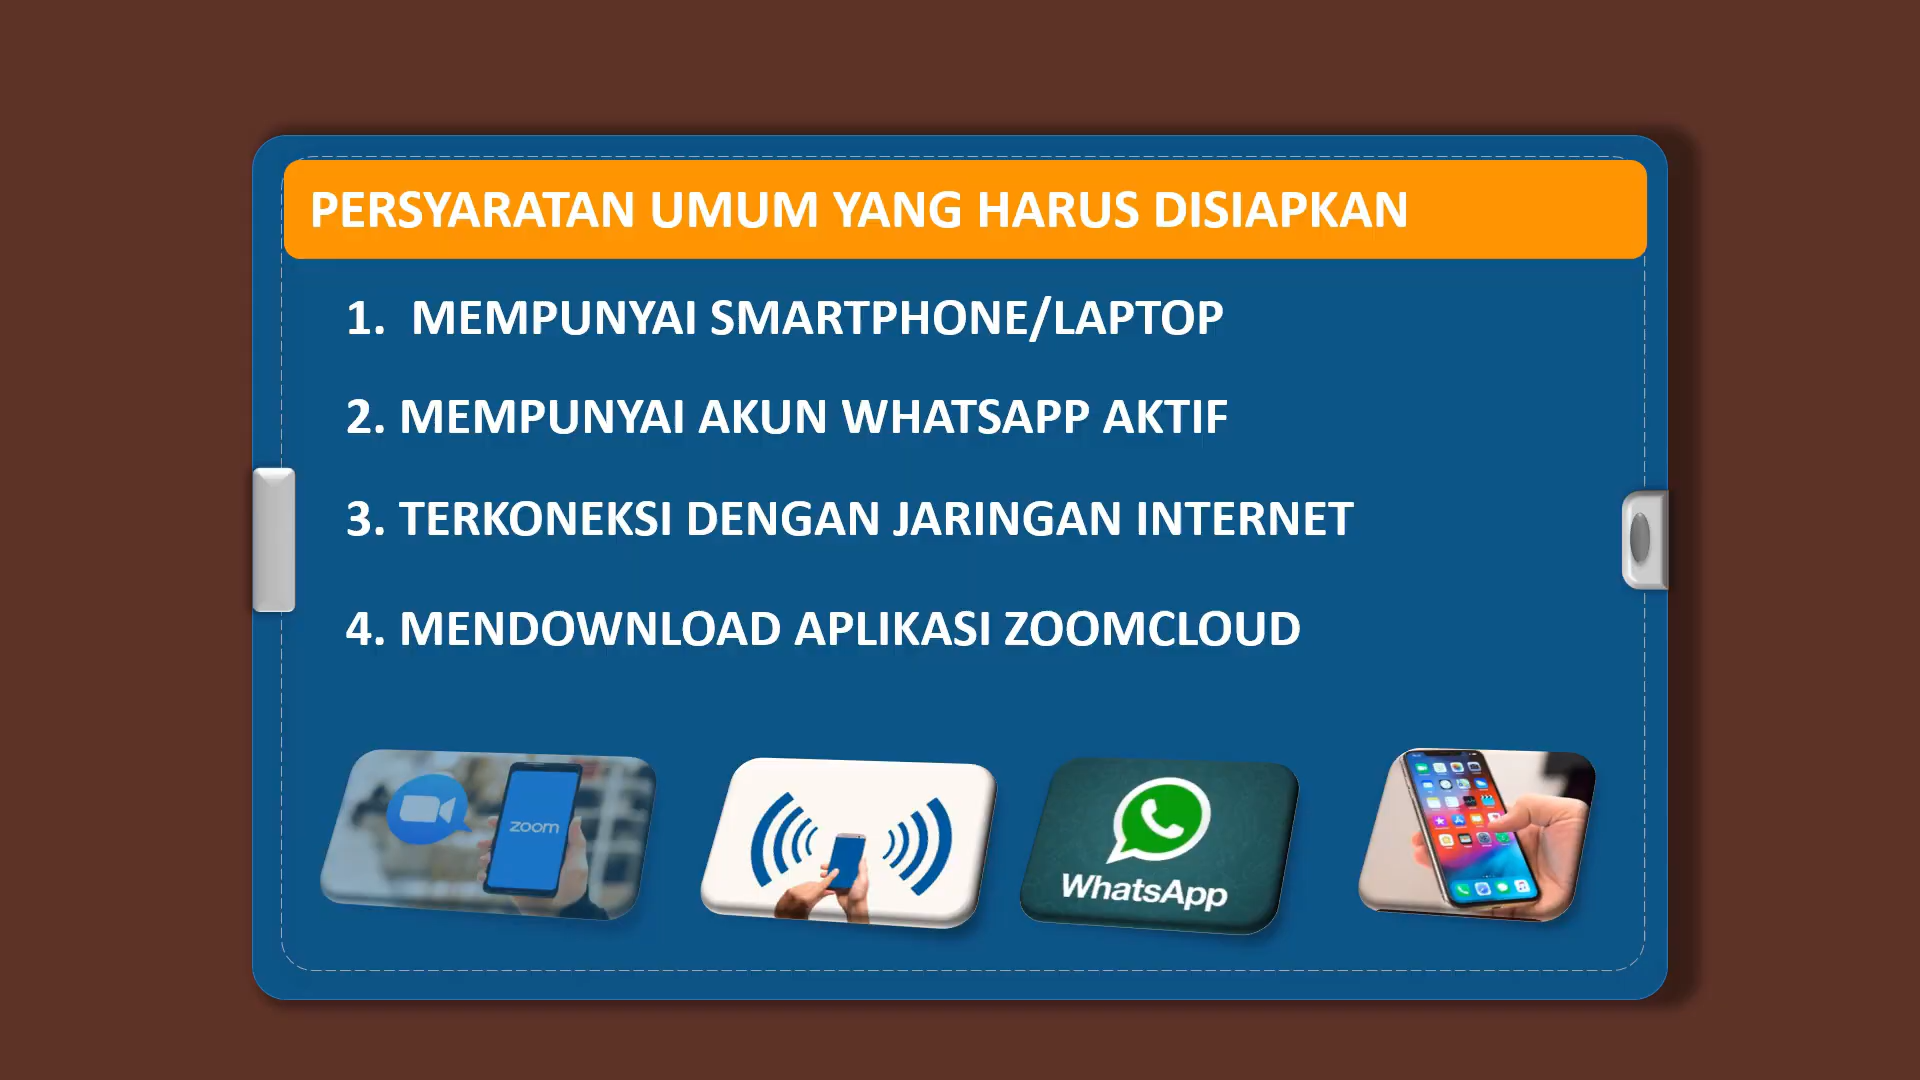 PERSYARATAN UMUM YANG HARUS DISIAPKAN
1. MEMPUNYAI SMARTPHONE/LAPTOP
2. MEMPUNYAI AKUN WHATSAPP AKTIF
3. TERKONEKSI DENGAN JARINGAN INTERNET
4. MENDOWNLOAD APLIKASI ZOOMCLOUD
zoom
WhatsApp